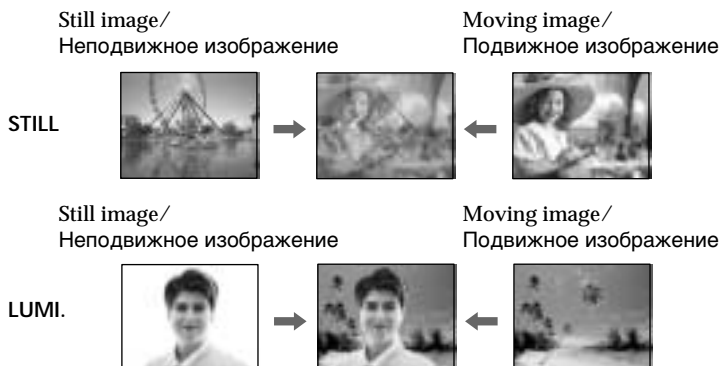 Still image/
Неподвижное изображение
Moving image/
Подвижное изображение
STILL
Still image/
Неподвижное изображение
Moving image/
Подвижное изображение
LUMI.